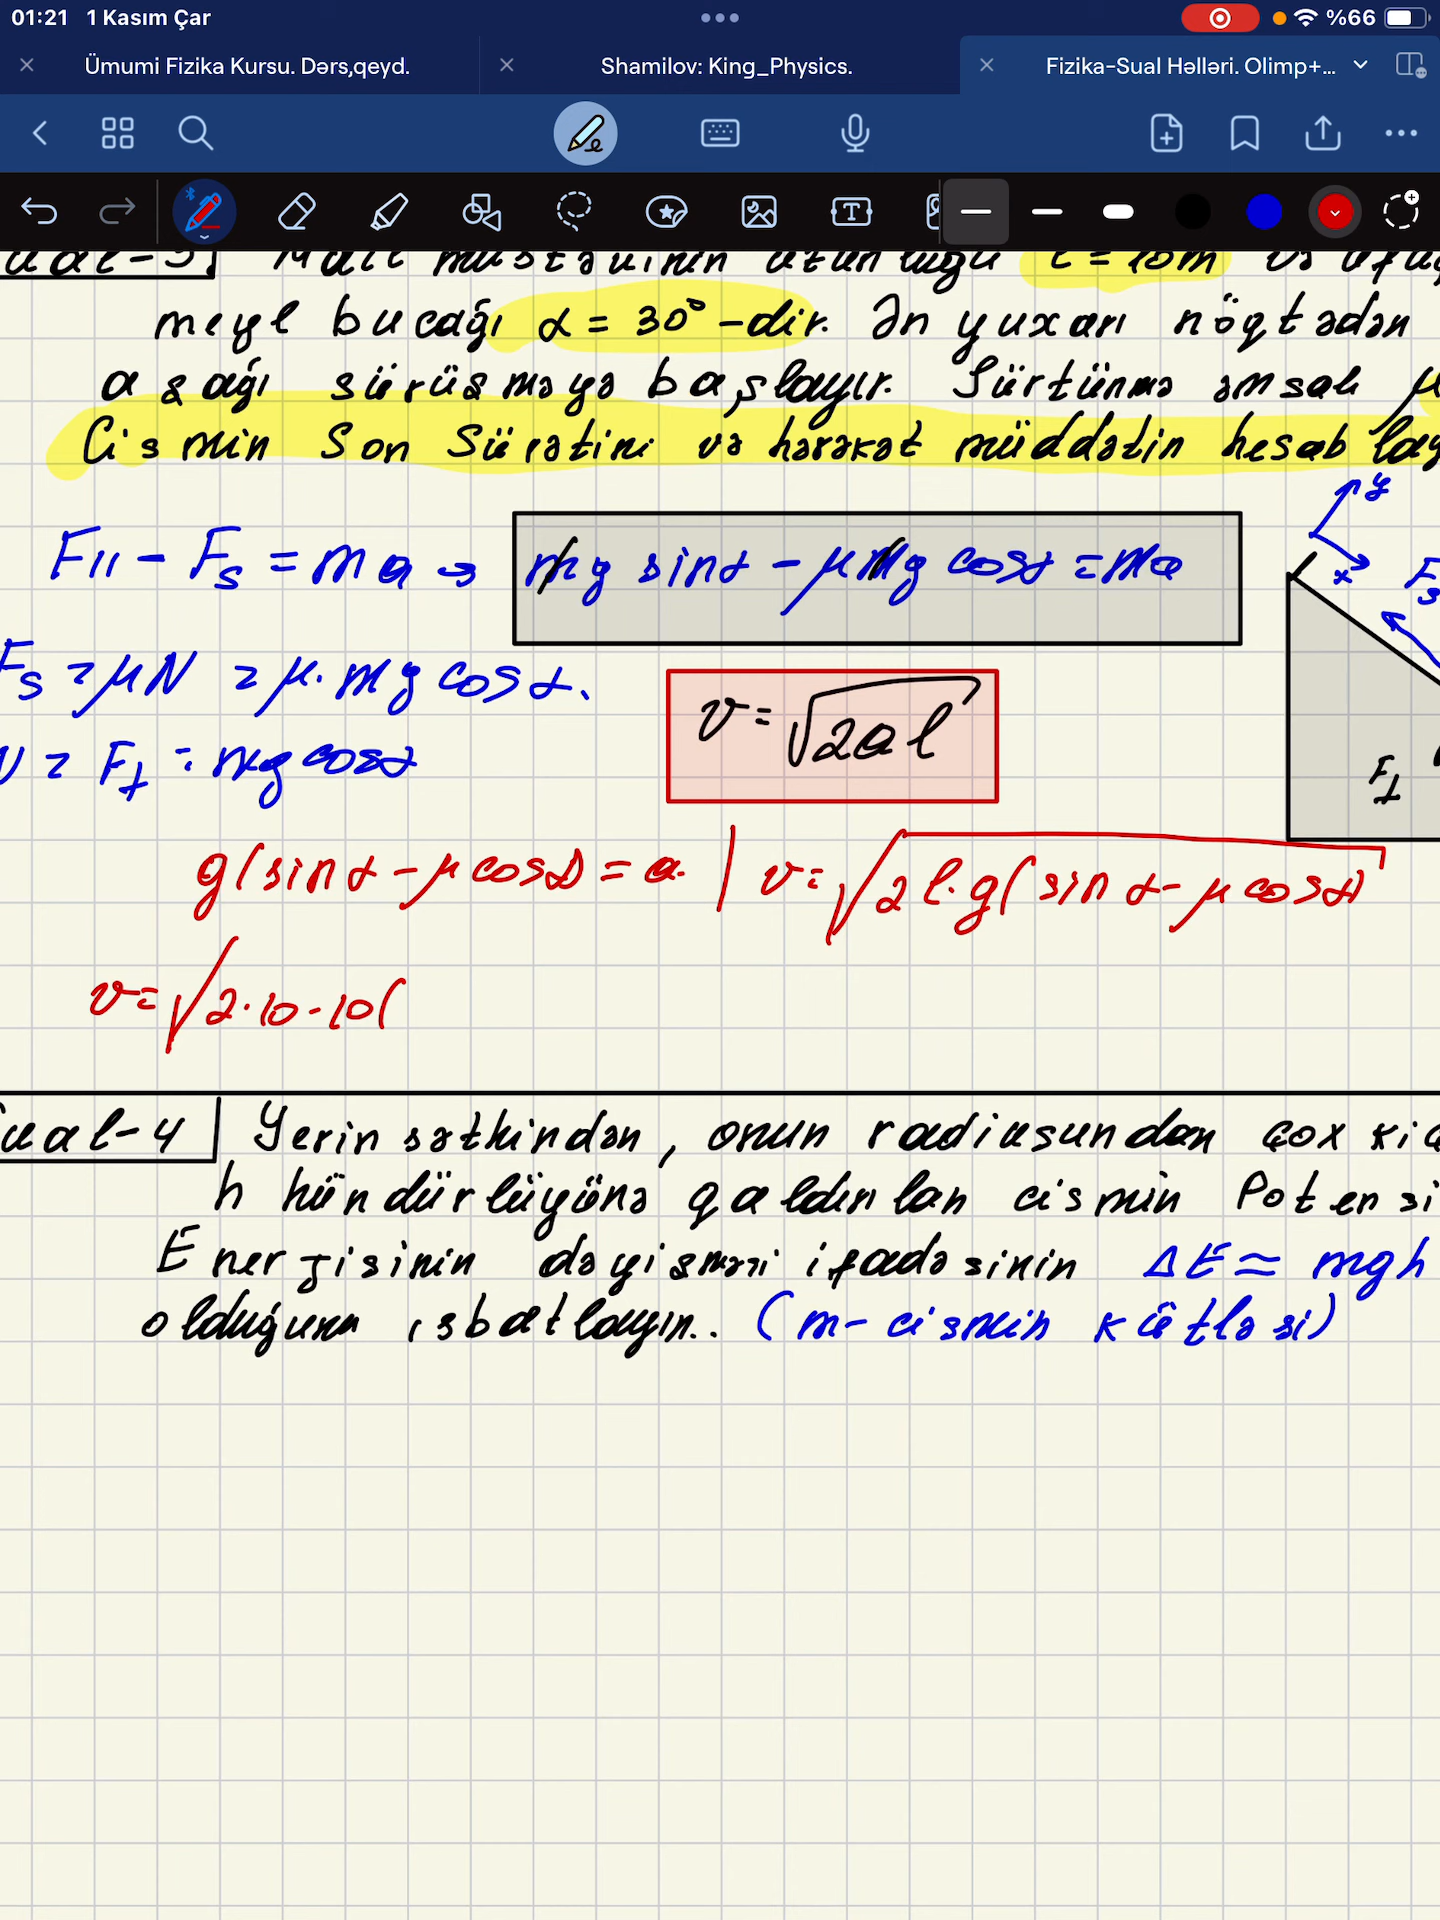 01:21 1 Kasım Çar %66
Ümumi Fizika Kursu. Dərs,qeyd. Shamilov: King_Physics. Fizika-Sual Həlləri. Olimp+...
l = 10m
meyl bucağı α = 30° -dir. Ən yuxarı nöqtədən
aşağı sürüşməyə başlayır. Sürtünmə əmsalı μ
Cismin Son Sürətini və hərəkət müddətin hesablay
y
F∥ - Fs = ma → mg sinα - μmg cosα = ma
x
Fs = μN = μ·mg cosα.
v = √2al
N = F⊥ = mg cosα
F⊥
g(sinα - μcosα) = a. | v = √2l·g(sinα - μcosα)
v = √2·10·10(
Sual-4 Yerin səthindən, onun radiusundan çox kiç
h hündürlüyünə qaldırılan cismin Potensi
Energisinin dəyişməsi ifadəsinin ΔE ≈ mgh
olduğunu isbatlayın.. (m- cismin kütləsi)